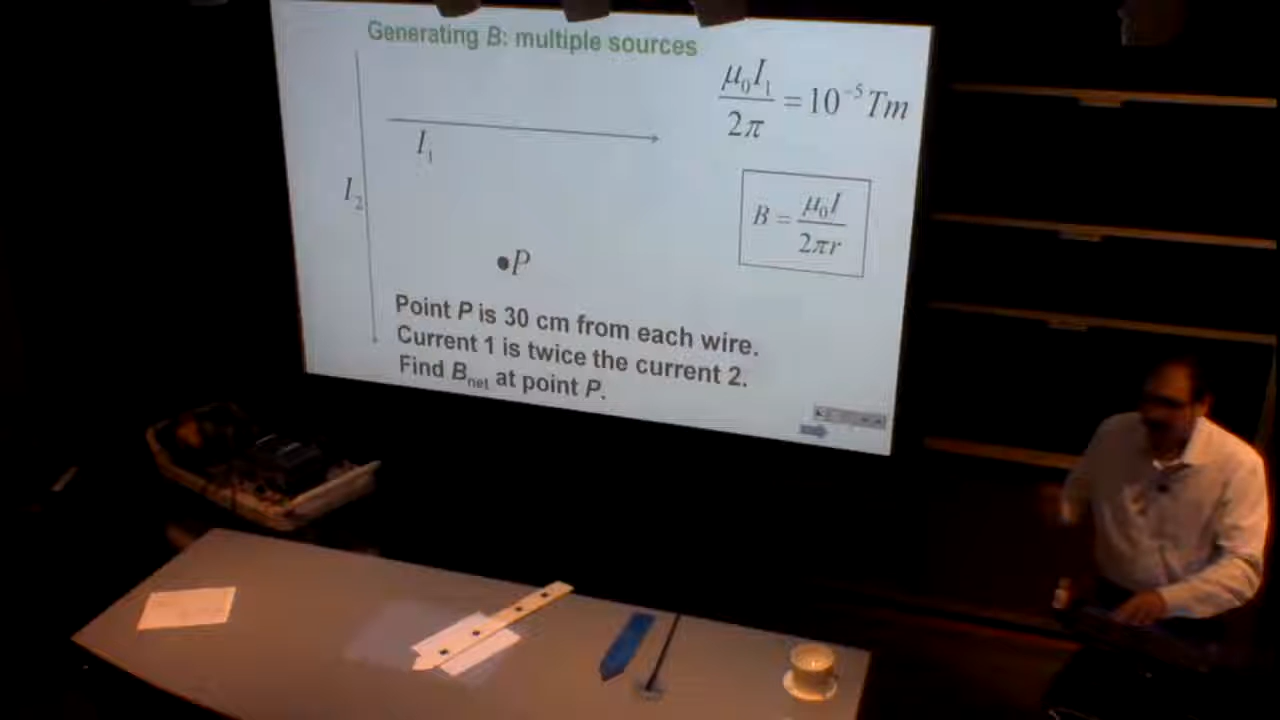 Generating B: multiple sources
μ₀I₁/2π = 10⁻⁵ Tm
I₁
I₂
B = μ₀I/2πr
P
Point P is 30 cm from each wire.
Current 1 is twice the current 2.
Find Bnet at point P.